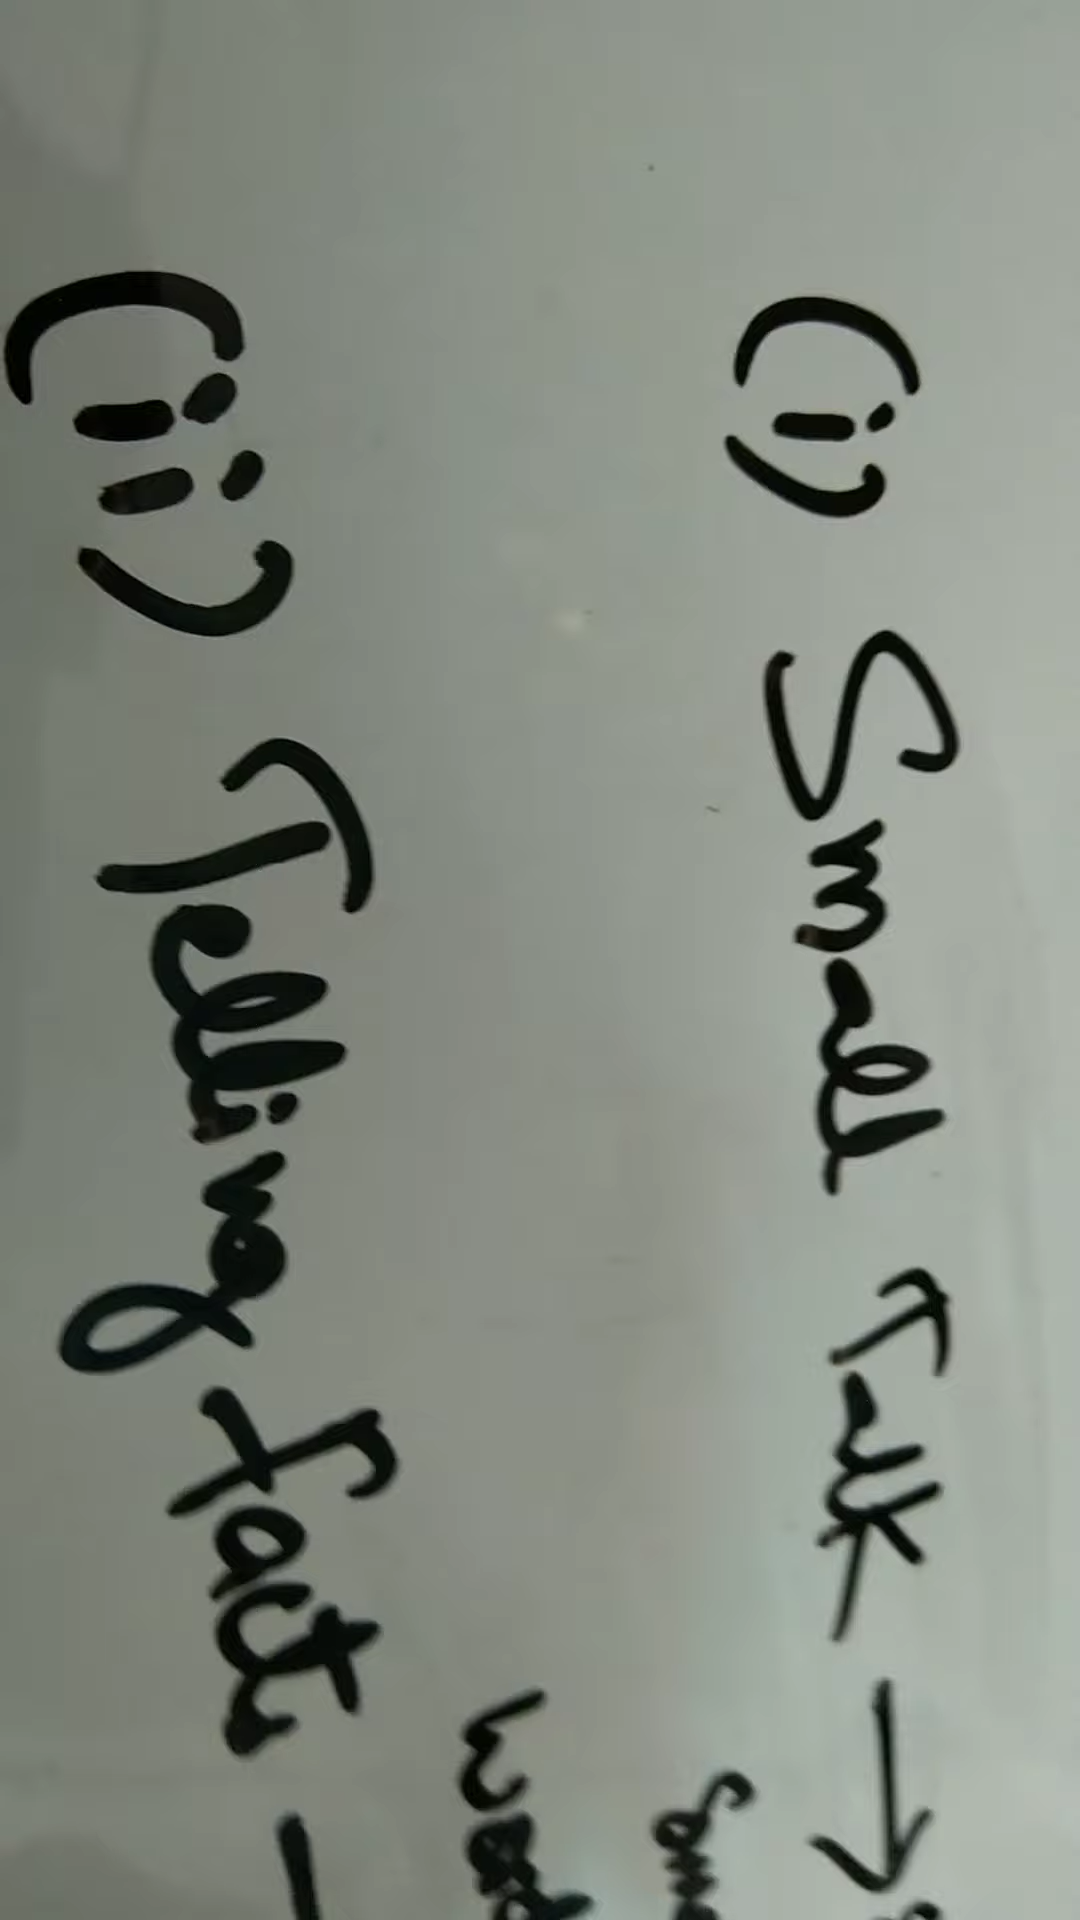 (i) Small Talk →
(ii) Telling facts –